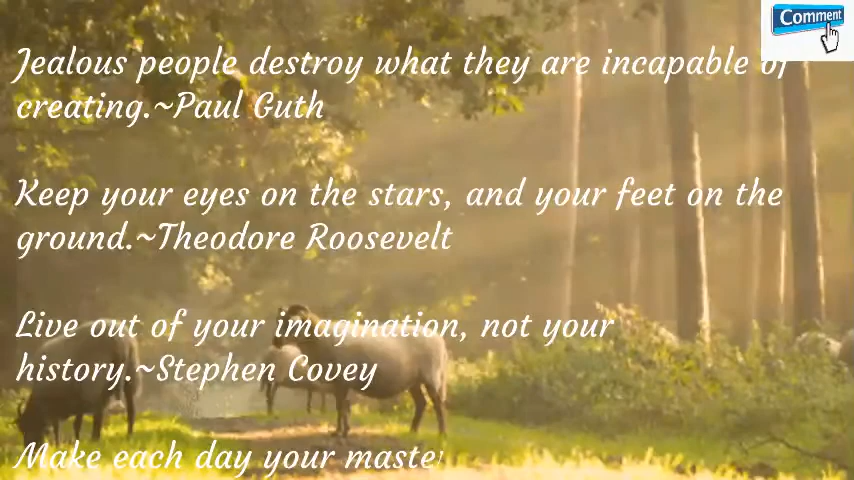 Comment
Jealous people destroy what they are incapable of
creating.~Paul Guth
Keep your eyes on the stars, and your feet on the
ground.~Theodore Roosevelt
Live out of your imagination, not your
history.~Stephen Covey
Make each day your